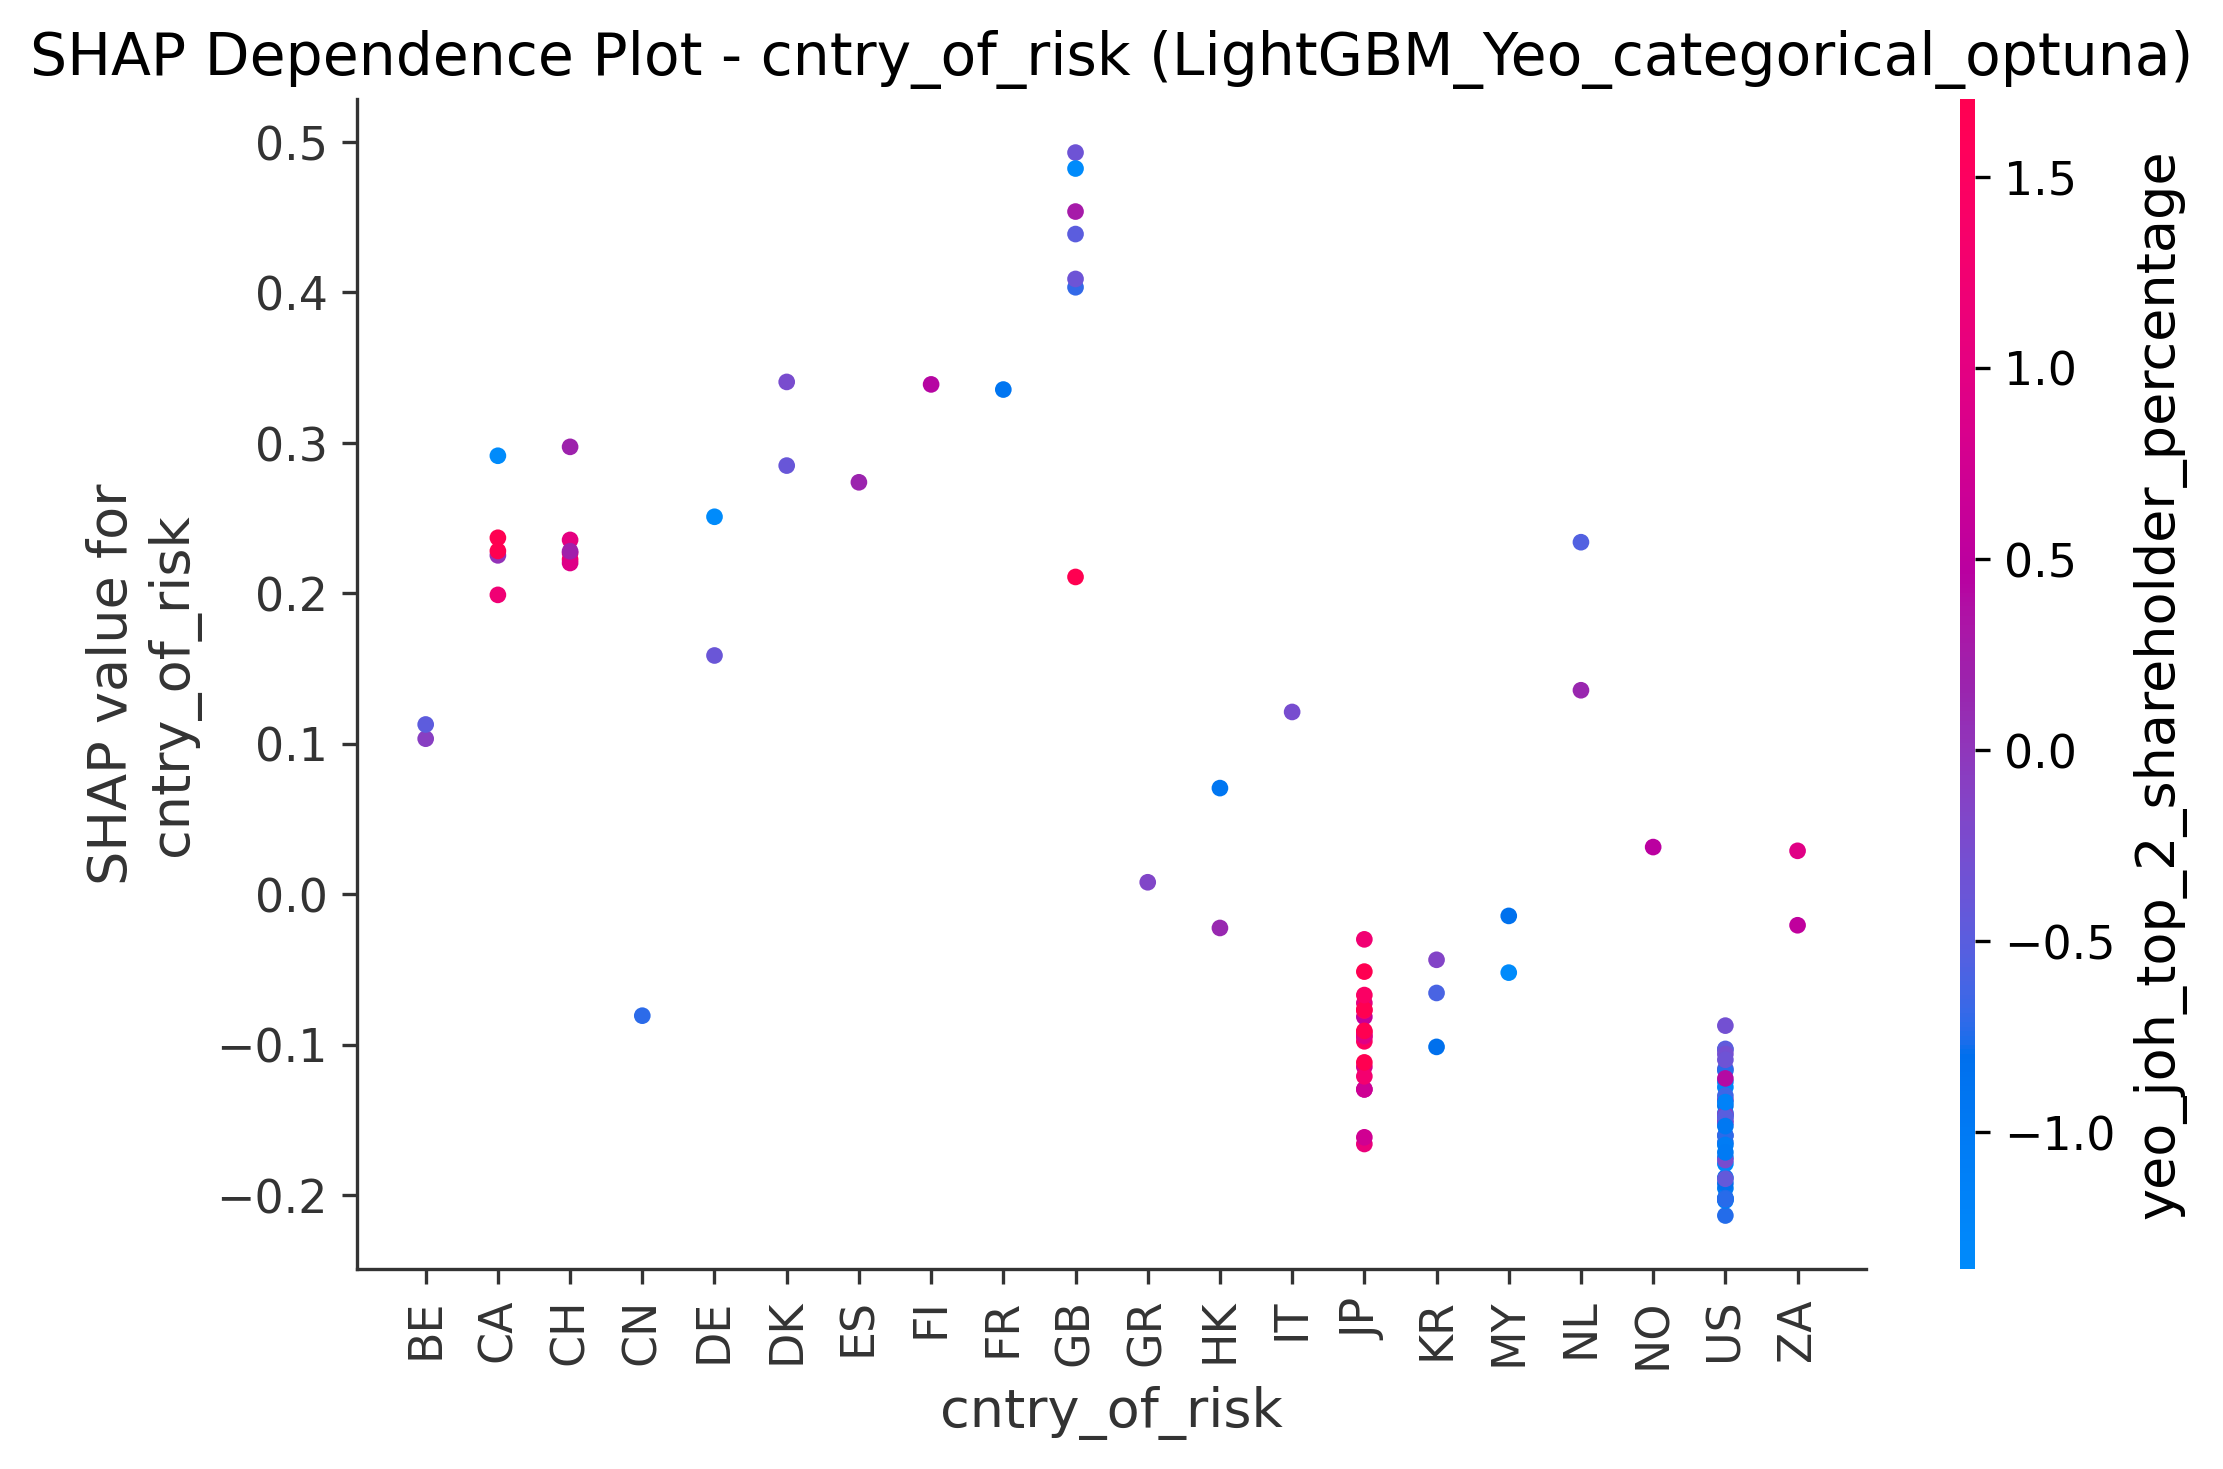 SHAP Dependence Plot - cntry_of_risk (LightGBM_Yeo_categorical_optuna)
SHAP value for
cntry_of_risk
0.5
0.4
0.3
0.2
0.1
0.0
−0.1
−0.2
BE
CA
CH
CN
DE
DK
ES
FI
FR
GB
GR
HK
IT
JP
KR
MY
NL
NO
US
ZA
cntry_of_risk
1.5
1.0
0.5
0.0
−0.5
−1.0
yeo_joh_top_2_shareholder_percentage